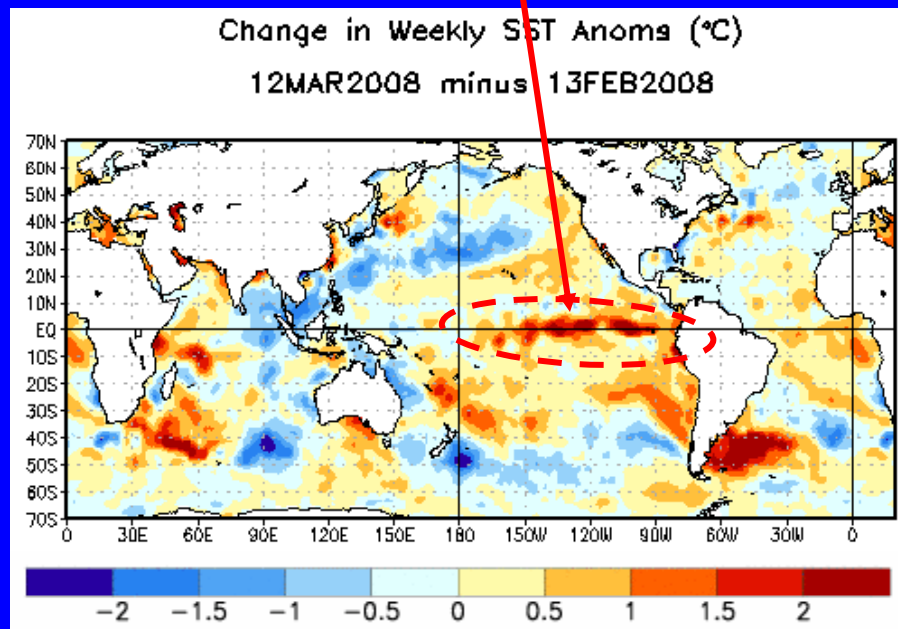 Change in Weekly SST Anoms (°C)
12MAR2008 minus 13FEB2008
70N
60N
50N
40N
30N
20N
10N
EQ
10S
20S
30S
40S
50S
60S
70S
0 30E 60E 90E 120E 150E 180 150W 120W 90W 60W 30W 0
-2 -1.5 -1 -0.5 0 0.5 1 1.5 2